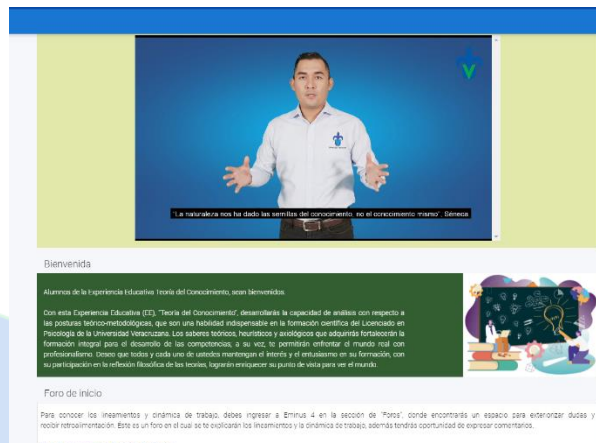 "La naturaleza nos ha dado las semillas del conocimiento, no el conocimiento mismo". Séneca
Bienvenida
Alumnos de la Experiencia Educativa Teoría del Conocimiento, sean bienvenidos.
Con esta Experiencia Educativa (EE), "Teoría del Conocimiento", desarrollarás la capacidad de análisis con respecto a
las posturas teórico-metodológicas, que son una habilidad indispensable en la formación científica del Licenciado en
Psicología de la Universidad Veracruzana. Los saberes teóricos, heurísticos y axiológicos que adquirirás fortalecerán la
formación integral para el desarrollo de las competencias, a su vez, te permitirán enfrentar el mundo real con
profesionalismo. Deseo que todos y cada uno de ustedes mantengan el interés y el entusiasmo en su formación, con
su participación en la reflexión filosófica de las teorías, lograrán enriquecer su punto de vista para ver el mundo.
Foro de inicio
Para conocer los lineamientos y dinámica de trabajo, debes ingresar a Eminus 4 en la sección de "Foros", donde encontrarás un espacio para externar dudas y
recibir retroalimentación. Este es un foro en el cual se te explicarán los lineamientos y la dinámica de trabajo, además tendrás oportunidad de expresar comentarios.